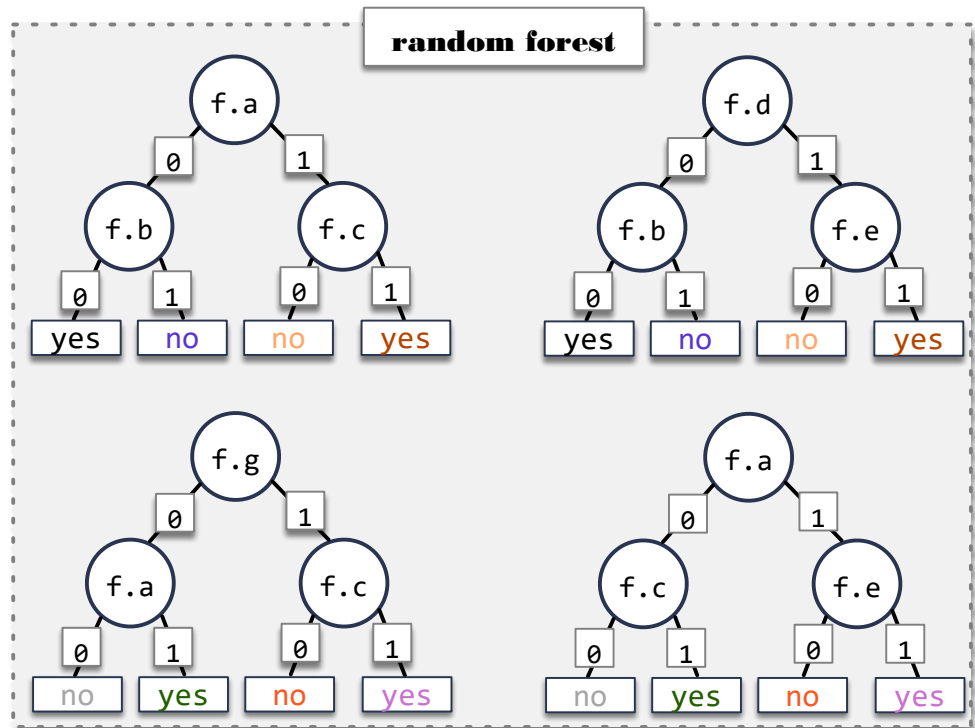 random forest
f.a
f.d
0
1
0
1
f.b
f.c
f.b
f.e
0
1
0
1
0
1
0
1
yes
no
no
yes
yes
no
no
yes
f.g
f.a
0
1
0
1
f.a
f.c
f.c
f.e
0
1
0
1
0
1
0
1
no
yes
no
yes
no
yes
no
yes